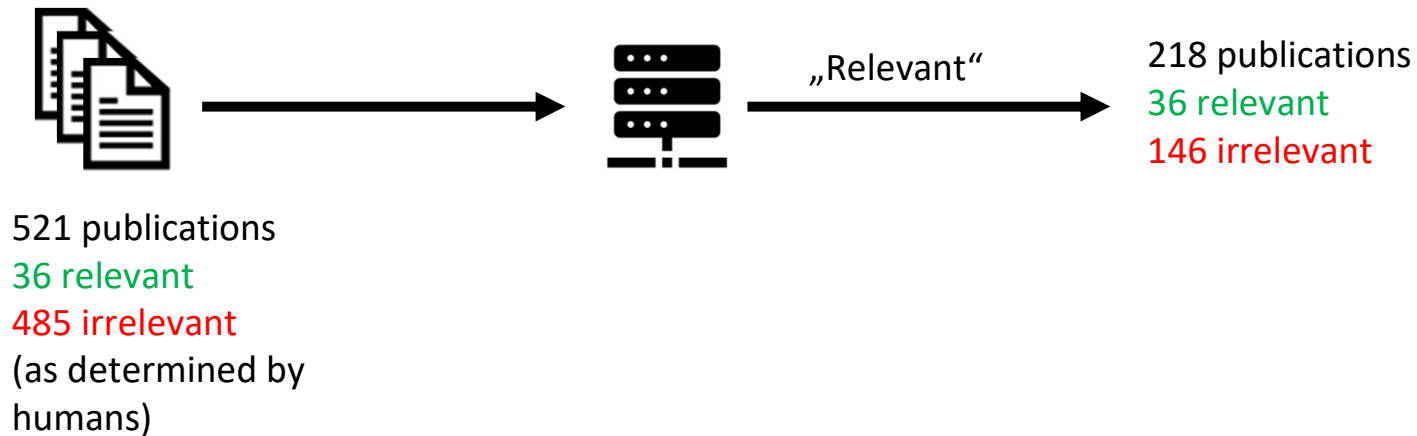 „Relevant“
218 publications
36 relevant
146 irrelevant
521 publications
36 relevant
485 irrelevant
(as determined by
humans)